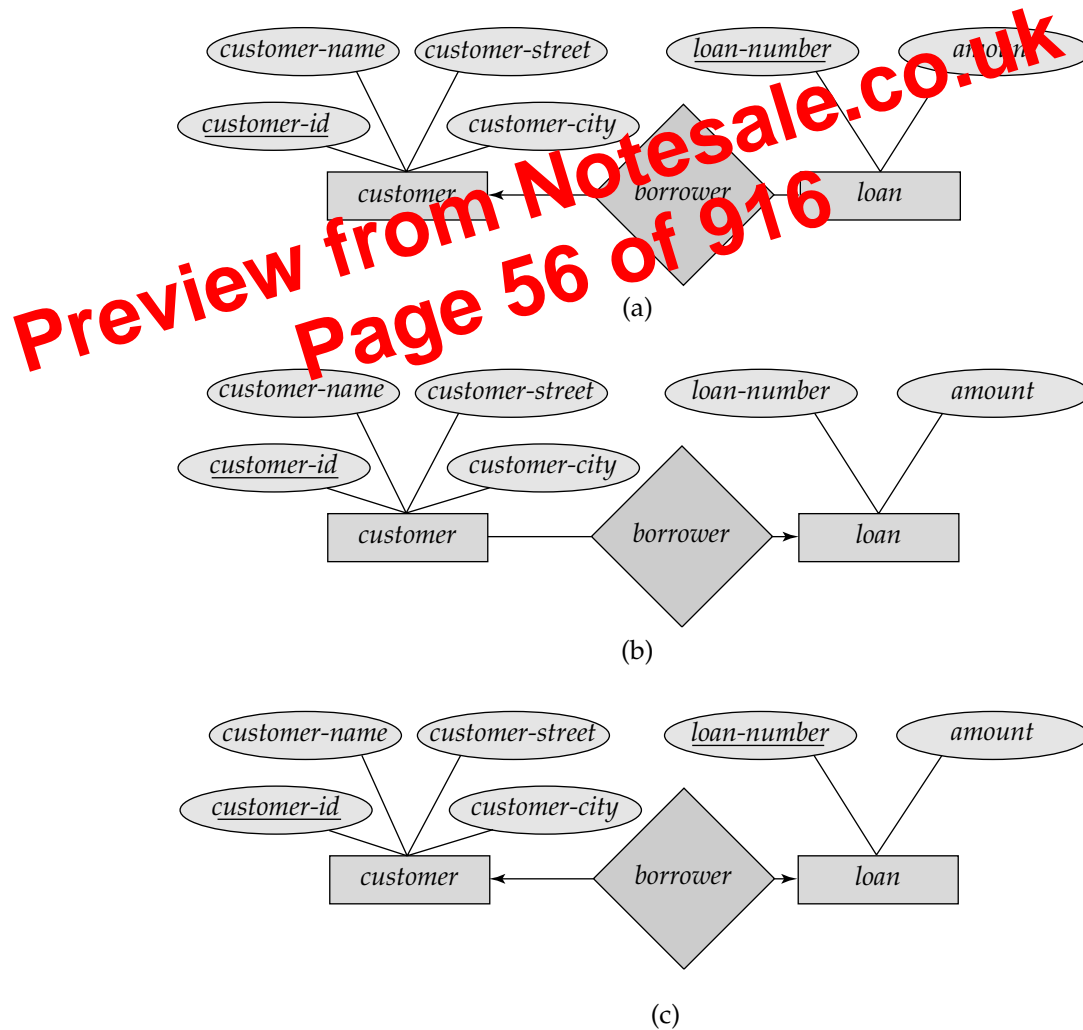 customer-name customer-street loan-number amount
customer-id customer-city
customer borrower loan
(a)
Preview from Notesale.co.uk
Page 56 of 916
customer-name customer-street loan-number amount
customer-id customer-city
customer borrower loan
(b)
customer-name customer-street loan-number amount
customer-id customer-city
customer borrower loan
(c)